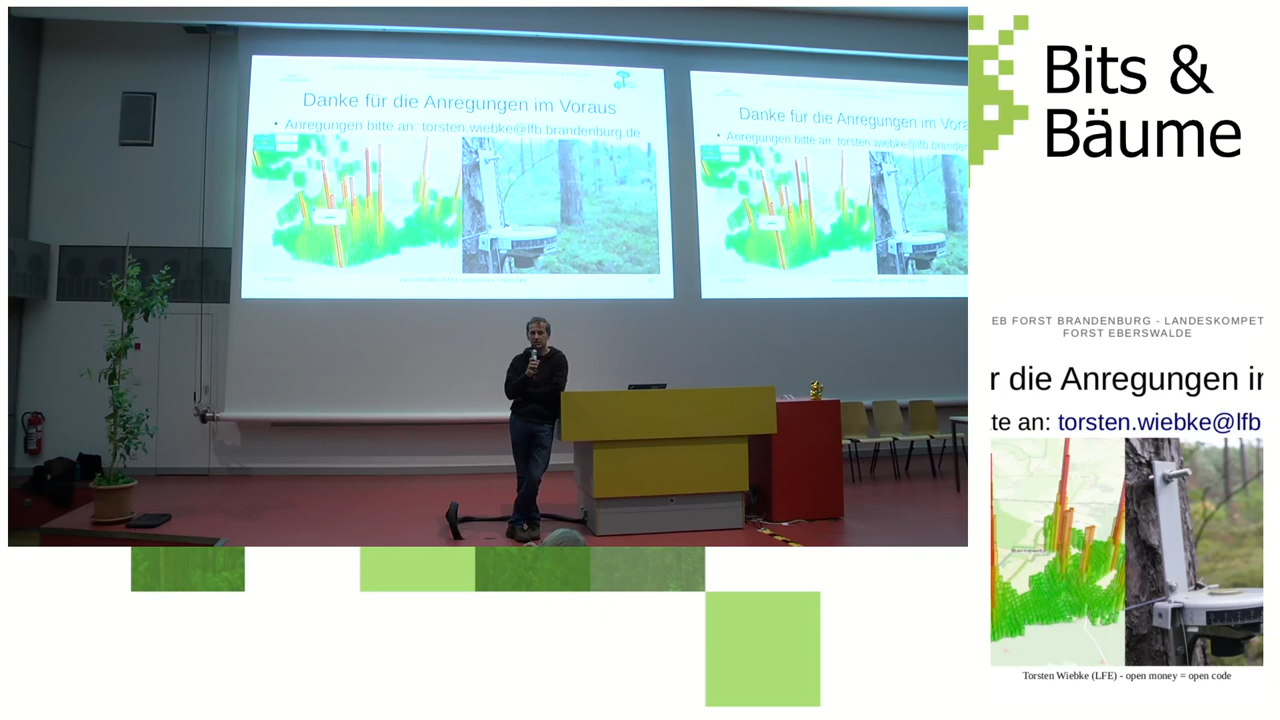 Danke für die Anregungen im Voraus
• Anregungen bitte an: torsten.wiebke@lfb.brandenburg.de
Danke für die Anregungen im Vora
• Anregungen bitte an: torsten.wiebke@lfb.branden
Bits &
Bäume
EB FORST BRANDENBURG - LANDESKOMPET
FORST EBERSWALDE
r die Anregungen i
te an: torsten.wiebke@lfb
Torsten Wiebke (LFE) - open money = open code